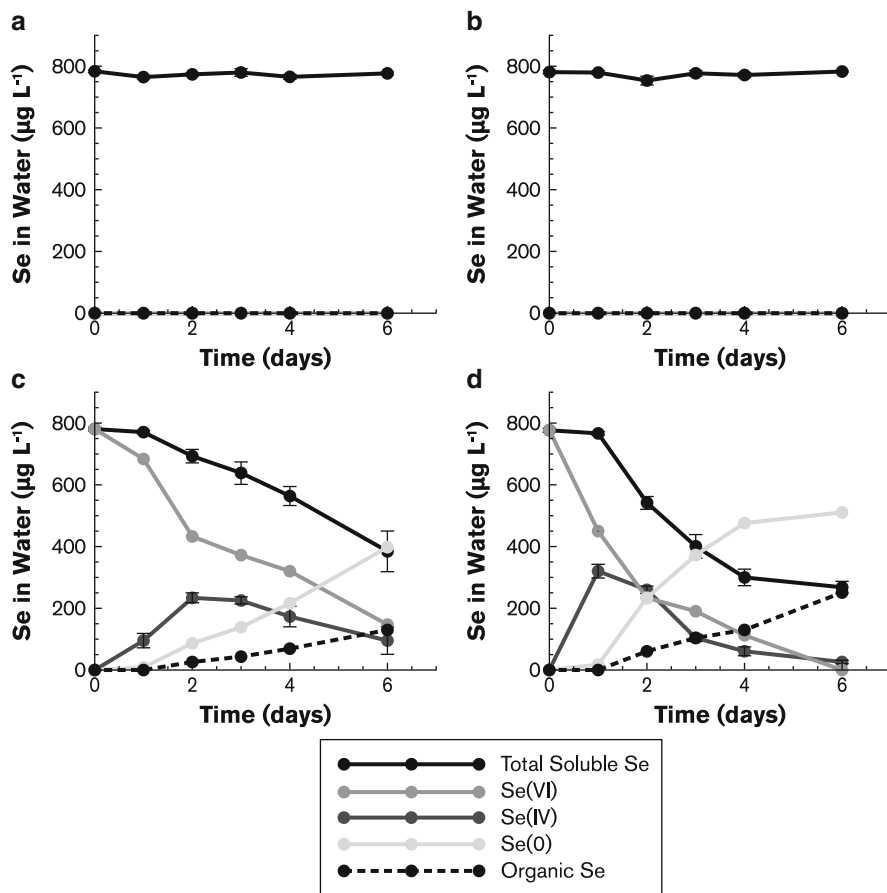 a
b
Se in Water (µg L⁻¹)
800
600
400
200
0
0 2 4 6
Time (days)
Se in Water (µg L⁻¹)
800
600
400
200
0
0 2 4 6
Time (days)
c
d
Se in Water (µg L⁻¹)
800
600
400
200
0
0 2 4 6
Time (days)
Se in Water (µg L⁻¹)
800
600
400
200
0
0 2 4 6
Time (days)
Total Soluble Se
Se(VI)
Se(IV)
Se(0)
Organic Se